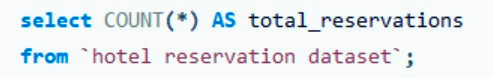 select COUNT(*) AS total_reservations
from `hotel reservation dataset`;